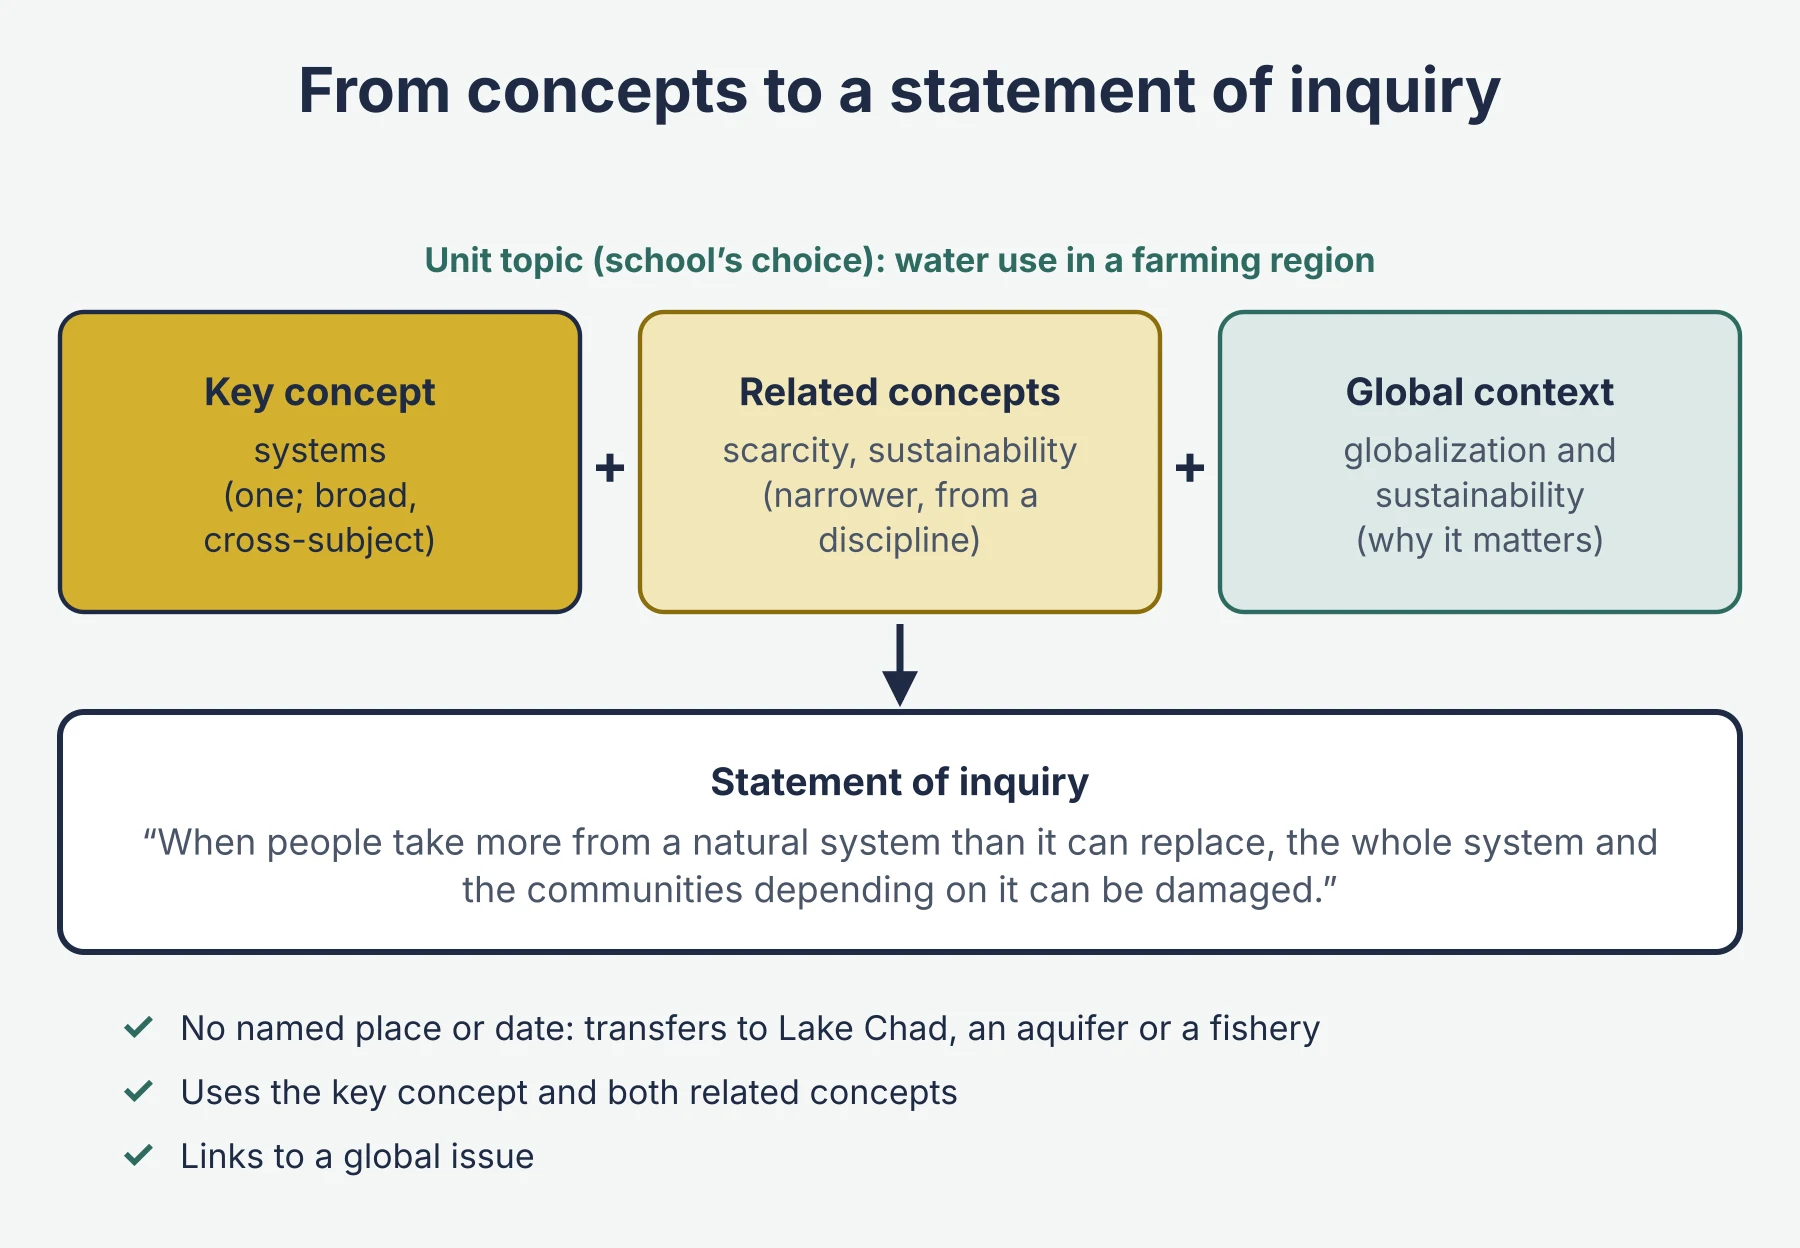 From concepts to a statement of inquiry
Unit topic (school’s choice): water use in a farming region
Key concept
systems
(one; broad,
cross-subject)
+
Related concepts
scarcity, sustainability
(narrower, from a
discipline)
+
Global context
globalization and
sustainability
(why it matters)
Statement of inquiry
“When people take more from a natural system than it can replace, the whole system and
the communities depending on it can be damaged.”
No named place or date: transfers to Lake Chad, an aquifer or a fishery
Uses the key concept and both related concepts
Links to a global issue